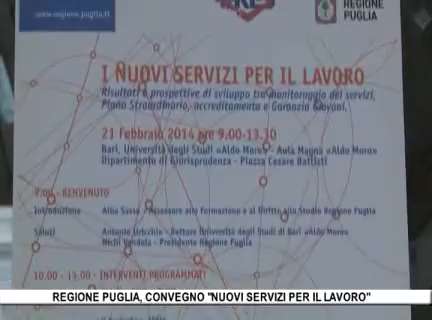 www.regione.puglia.it
REGIONE
PUGLIA
I NUOVI SERVIZI PER IL LAVORO
Risultati e prospettive di sviluppo tra monitoraggio dei servizi,
Piano Straordinario, accreditamento e Garanzia Giovani.
21 Febbraio 2014 ore 9.00-13.30
Bari, Università degli Studi «Aldo Moro» - Aula Magna «Aldo Moro»
Dipartimento di Giurisprudenza - Piazza Cesare Battisti
9.00 - BENVENUTO
Introduzione Alba Sasso - Assessore alla Formazione e al Diritto allo Studio Regione Puglia
Saluti Antonio Uricchio - Rettore Università degli Studi di Bari «Aldo Moro»
Nichi Vendola - Presidente Regione Puglia
10.00 - 13.00 - INTERVENTI PROGRAMMATI
REGIONE PUGLIA, CONVEGNO "NUOVI SERVIZI PER IL LAVORO"